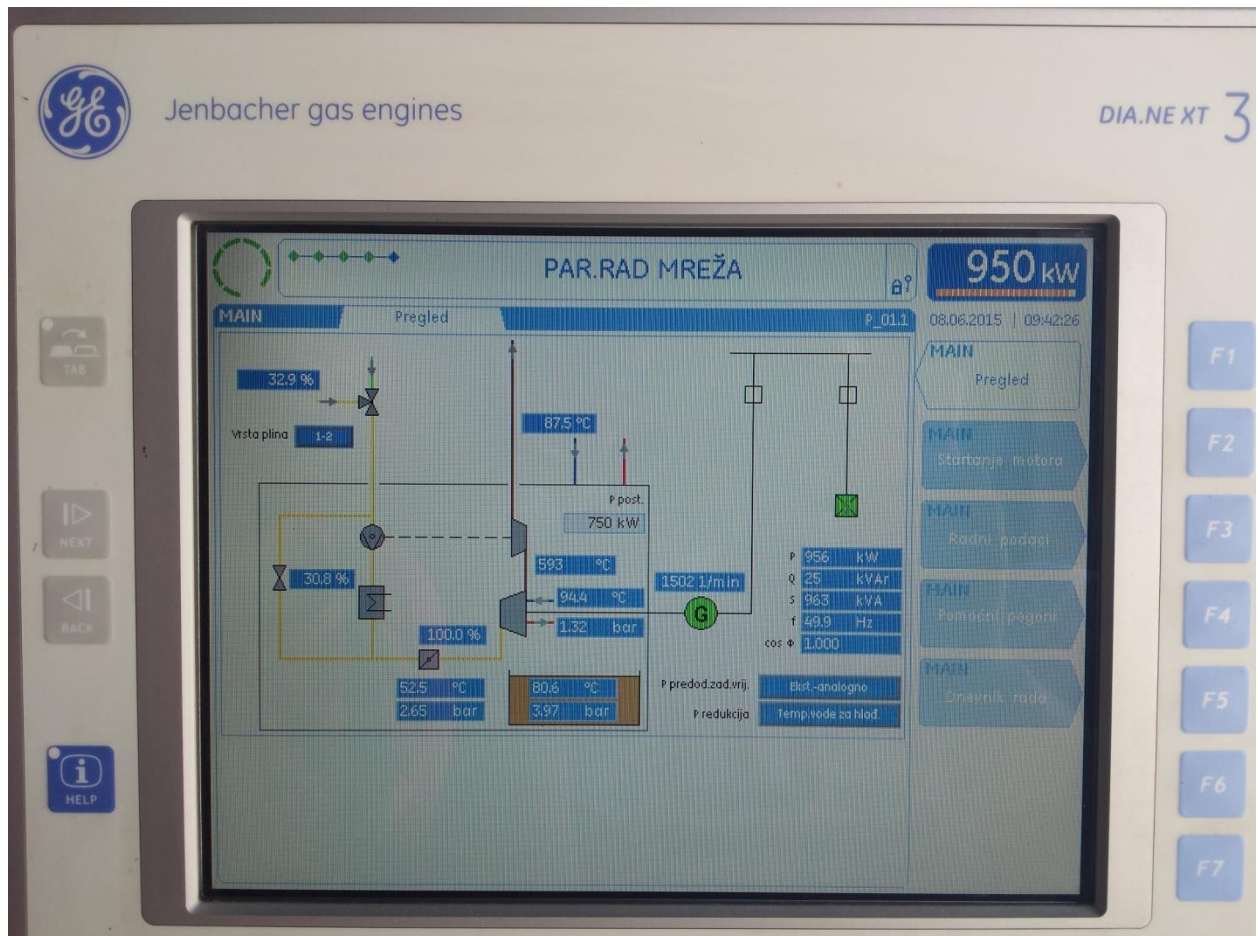 GE
Jenbacher gas engines
DIA.NE XT 3
PAR.RAD MREŽA
950 kW
MAIN
Pregled
P_01.1
08.06.2015 | 09:42:26
TAB
NEXT
BACK
HELP
32.9 %
Vrsta plina 1-2
87.5 °C
P post.
750 kW
593 °C
30.8 %
94.4 °C
1.32 bar
100.0 %
52.5 °C
2.65 bar
80.6 °C
3.97 bar
1502 1/min
G
P 956 kW
Q 25 kVAr
S 963 kVA
f 49.9 Hz
cos Φ 1.000
P predod.zad.vrij. Ekst.-analogno
P redukcija Temp.vode za hlađ.
MAIN
Pregled
MAIN
Startanje motora
MAIN
Radni podaci
MAIN
Pomoćni pogoni
MAIN
Dnevnik rada
F1
F2
F3
F4
F5
F6
F7